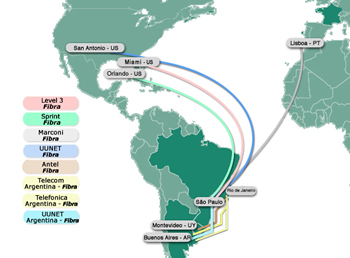 San Antonio - US
Miami - US
Orlando - US
Lisboa - PT
Level 3
Fibra
Sprint
Fibra
Marconi
Fibra
UUNET
Fibra
Antel
Fibra
Telecom
Argentina - Fibra
Telefonica
Argentina - Fibra
UUNET
Argentina - Fibra
Rio de Janeiro
São Paulo
Montevideo - UY
Buenos Aires - AR